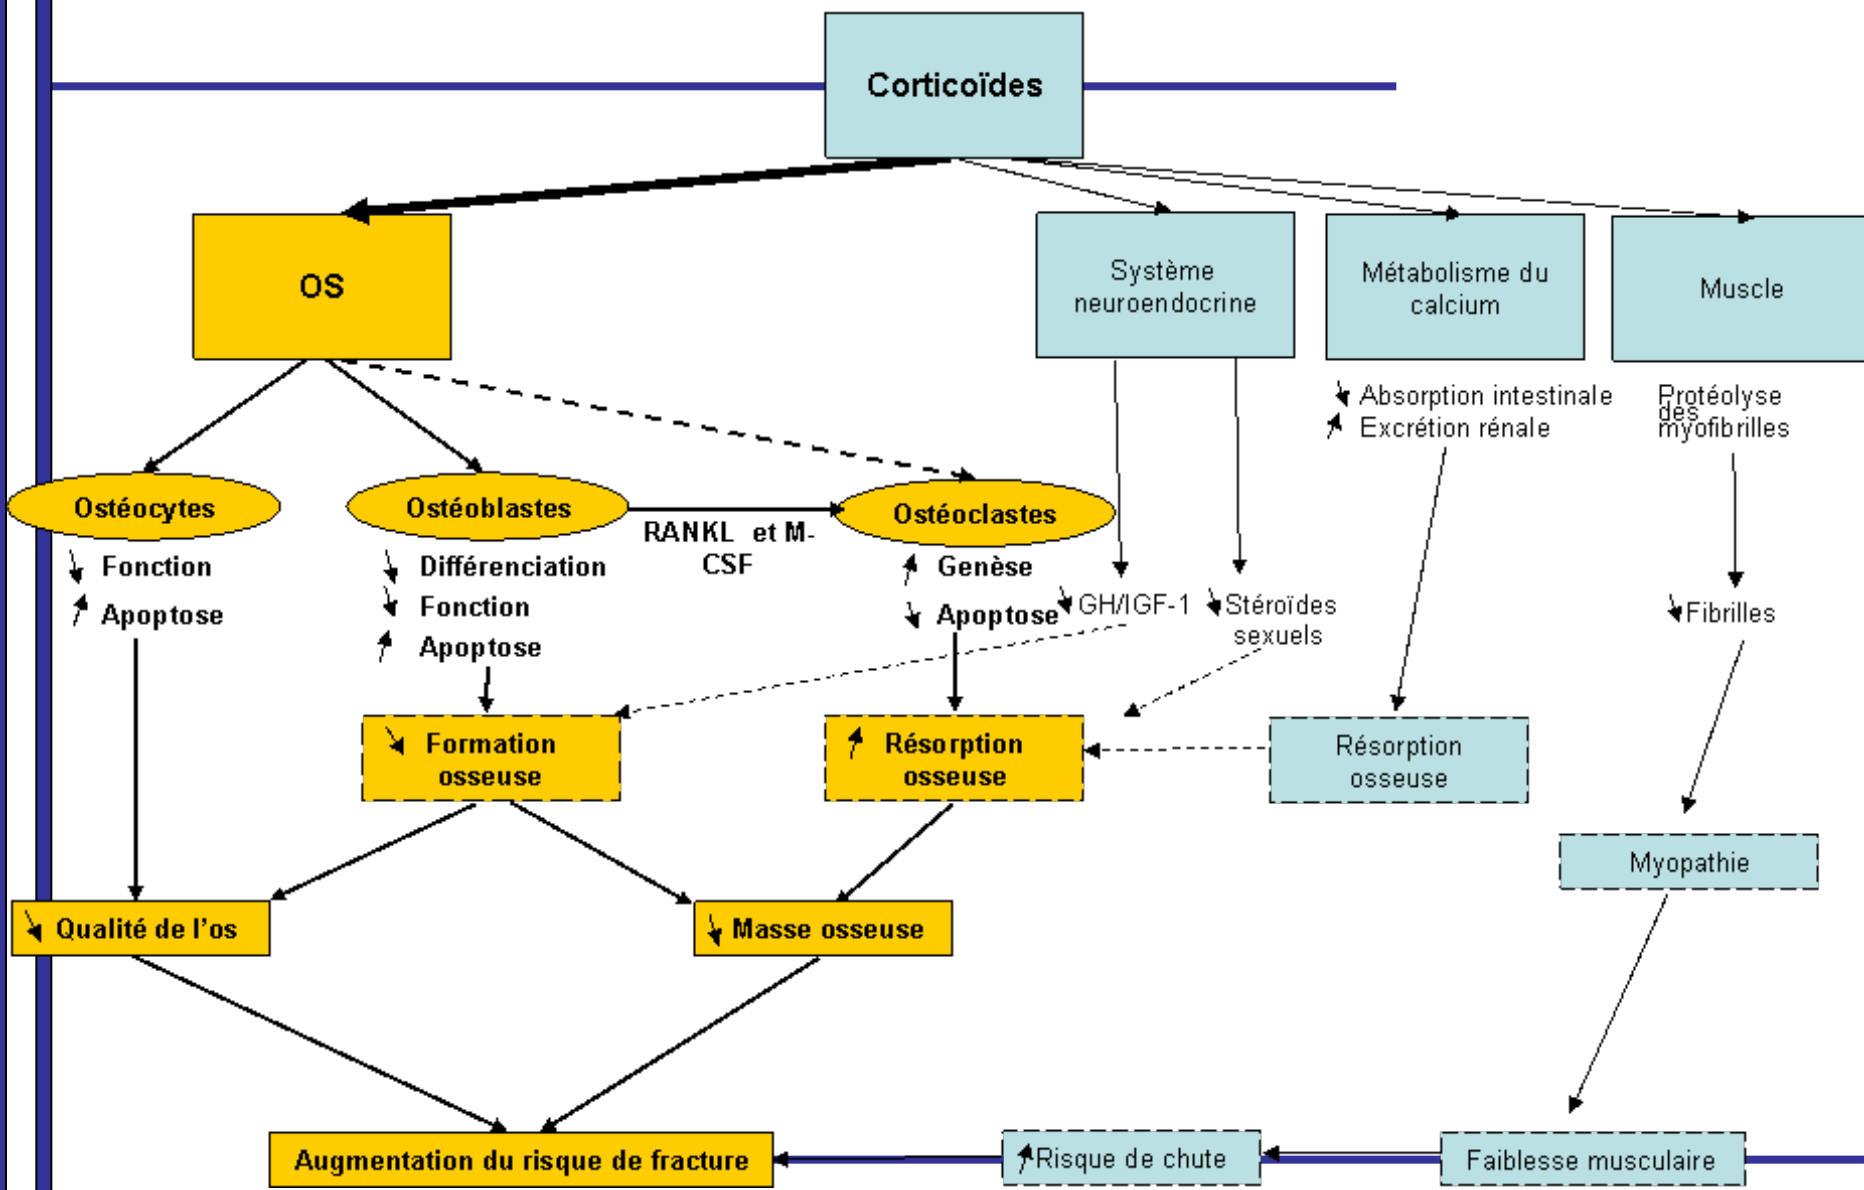 Corticoïdes
OS
Système
neuroendocrine
Métabolisme du
calcium
Muscle
↘ Absorption intestinale
↗ Excrétion rénale
Protéolyse
des
myofibrilles
Ostéocytes
Ostéoblastes
Ostéoclastes
RANKL et M-
CSF
↘ Fonction
↗ Apoptose
↘ Différenciation
↘ Fonction
↗ Apoptose
↗ Genèse
↘ Apoptose
↘ GH/IGF-1
↘ Stéroïdes
sexuels
↘ Fibrilles
↘ Formation
osseuse
↗ Résorption
osseuse
Résorption
osseuse
Myopathie
↘ Qualité de l'os
↘ Masse osseuse
Augmentation du risque de fracture
↗ Risque de chute
Faiblesse musculaire